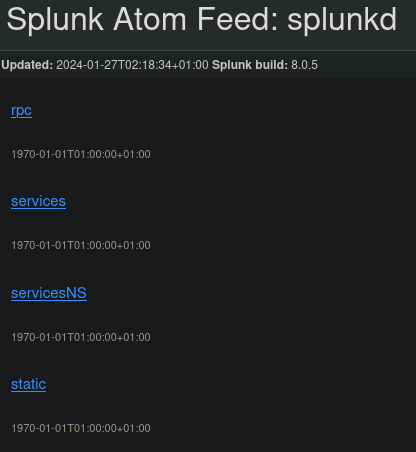 Splunk Atom Feed: splunkd
Updated: 2024-01-27T02:18:34+01:00 Splunk build: 8.0.5
rpc
1970-01-01T01:00:00+01:00
services
1970-01-01T01:00:00+01:00
servicesNS
1970-01-01T01:00:00+01:00
static
1970-01-01T01:00:00+01:00